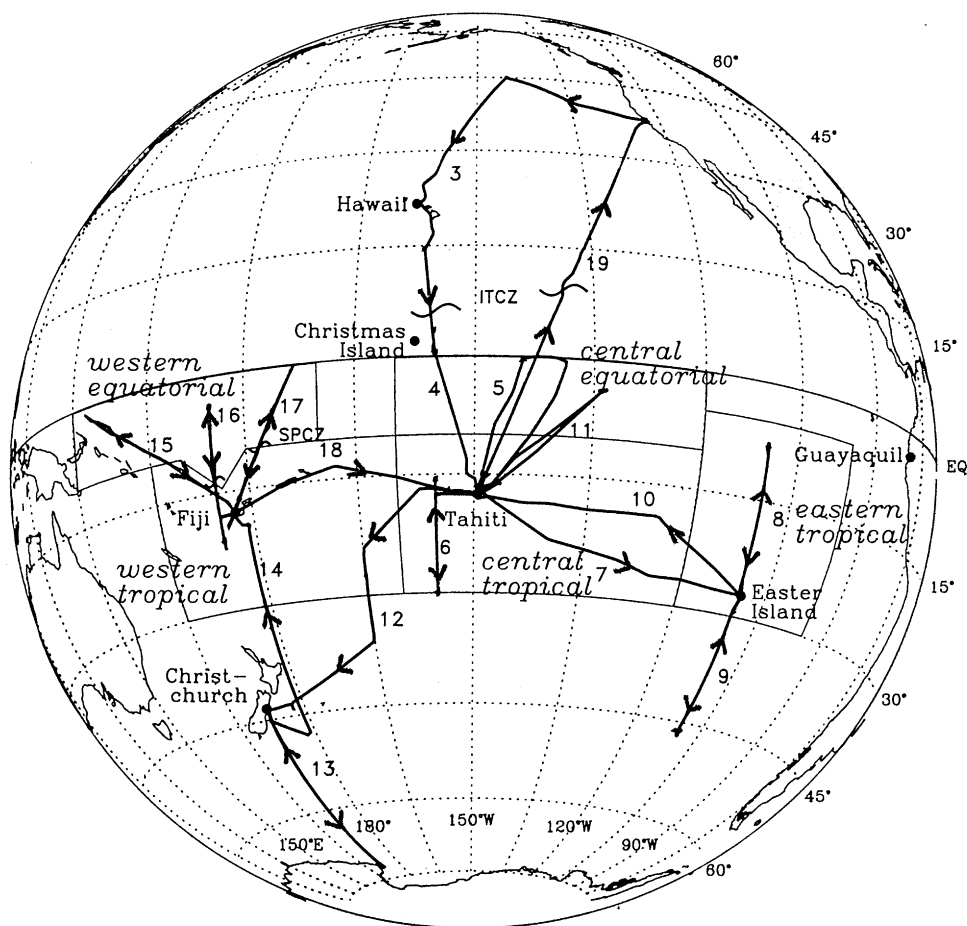 60°
45°
3
Hawaii
30°
19
ITCZ
Christmas
Island
15°
western
equatorial
central
equatorial
4
5
16
17
11
SPCZ
15
18
Guayaquil
EQ
Fiji
Tahiti
10
8
eastern
tropical
6
central
tropical
7
western
tropical
14
15°
Easter
Island
12
Christ-
church
9
30°
13
45°
180°
150°W
120°W
150°E
90°W
60°